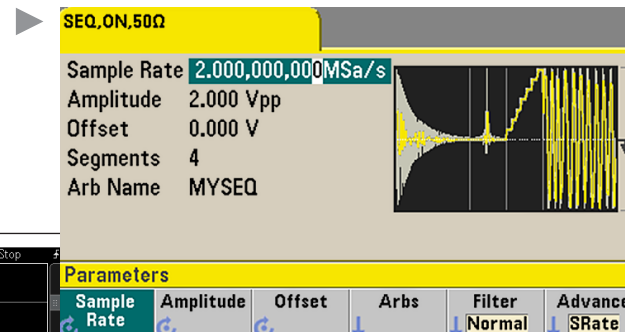 SEQ,ON,50Ω
Sample Rate 2.000,000,000MSa/s
Amplitude 2.000 Vpp
Offset 0.000 V
Segments 4
Arb Name MYSEQ
Stop
Parameters
Sample Rate
Amplitude
Offset
Arbs
Filter
Normal
Advance
SRate